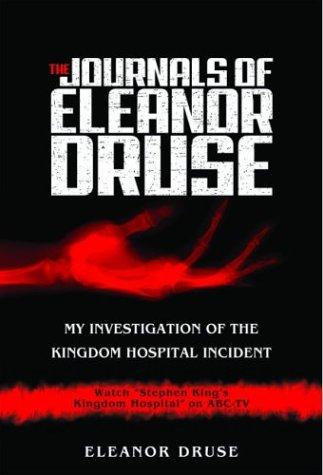 THE JOURNALS OF
ELEANOR
DRUSE
MY INVESTIGATION OF THE
KINGDOM HOSPITAL INCIDENT
Watch "Stephen King's
Kingdom Hospital" on ABC-TV
ELEANOR DRUSE